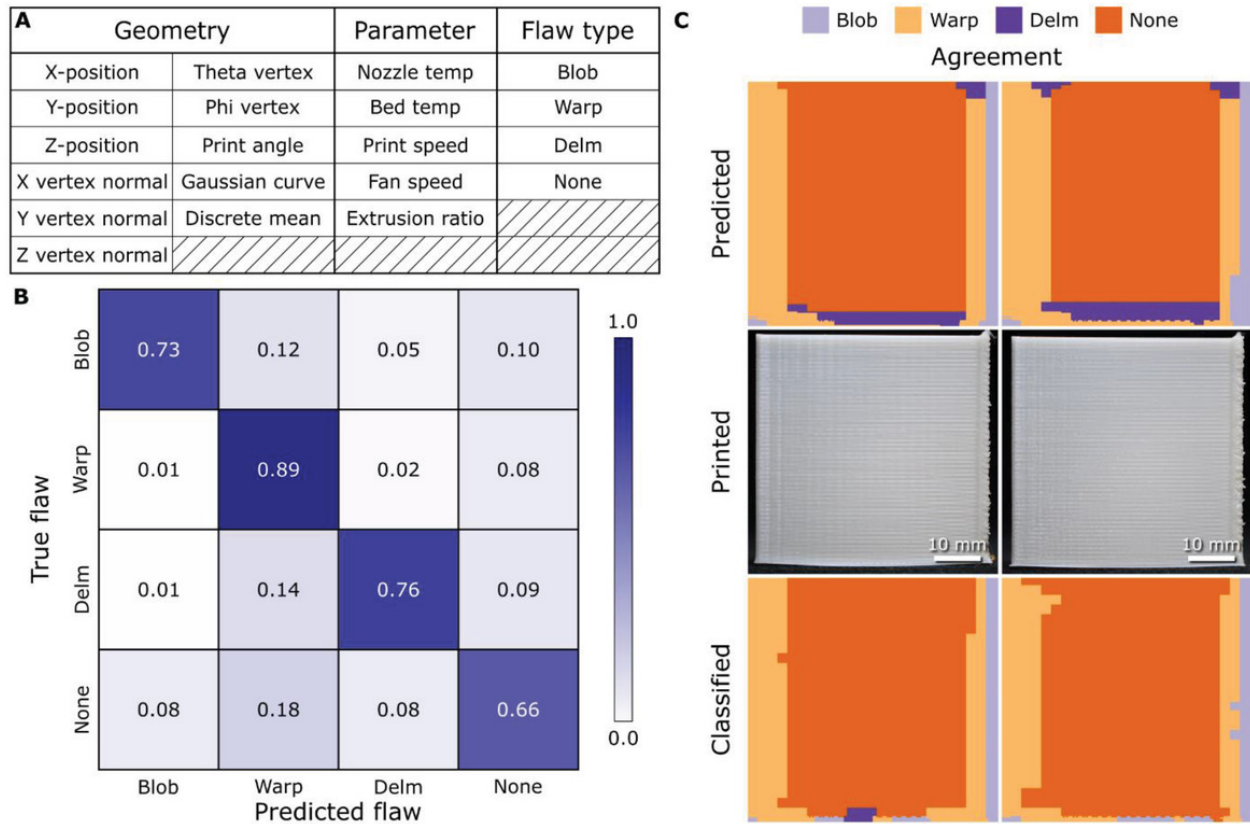 A
Geometry Parameter Flaw type
X-position Theta vertex Nozzle temp Blob
Y-position Phi vertex Bed temp Warp
Z-position Print angle Print speed Delm
X vertex normal Gaussian curve Fan speed None
Y vertex normal Discrete mean Extrusion ratio
Z vertex normal
B
True flaw
Blob 0.73 0.12 0.05 0.10
Warp 0.01 0.89 0.02 0.08
Delm 0.01 0.14 0.76 0.09
None 0.08 0.18 0.08 0.66
Blob Warp Delm None
Predicted flaw
1.0
0.0
C
Blob Warp Delm None
Agreement
Predicted
Printed
10 mm 10 mm
Classified